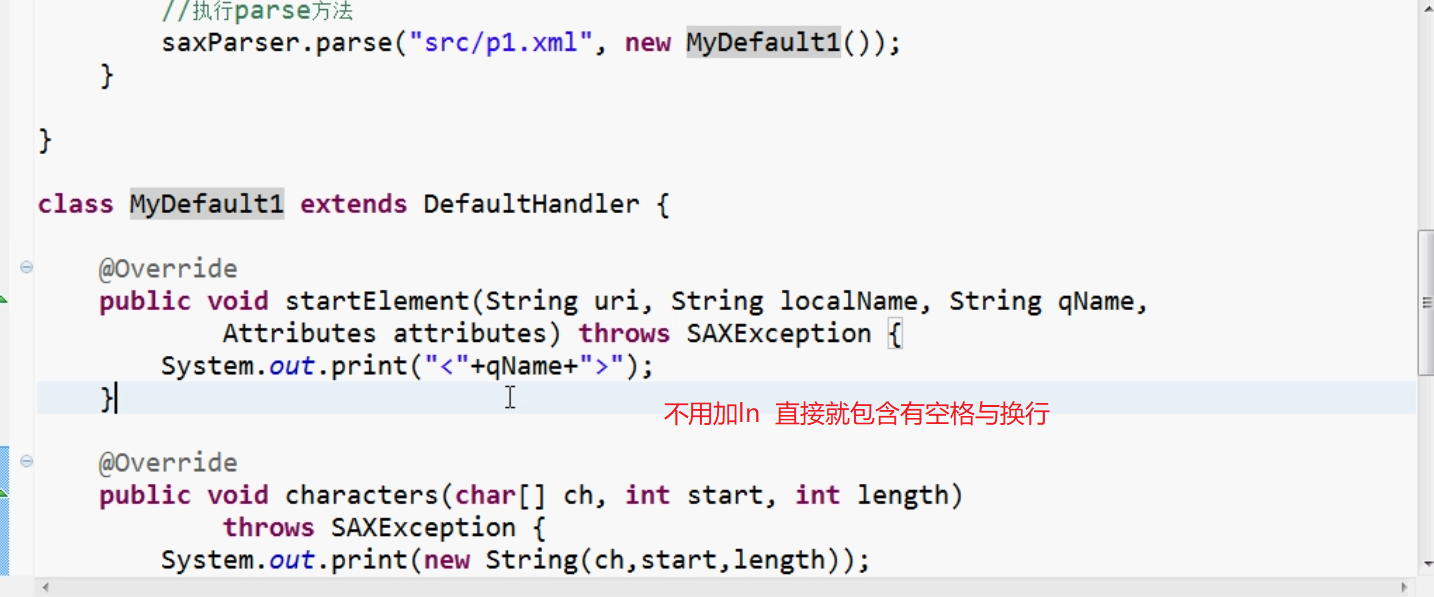 //执行parse方法
saxParser.parse("src/p1.xml", new MyDefault1());
}
}
class MyDefault1 extends DefaultHandler {
@Override
public void startElement(String uri, String localName, String qName,
Attributes attributes) throws SAXException {
System.out.print("<"+qName+">");
}
不用加ln 直接就包含有空格与换行
@Override
public void characters(char[] ch, int start, int length)
throws SAXException {
System.out.print(new String(ch,start,length));